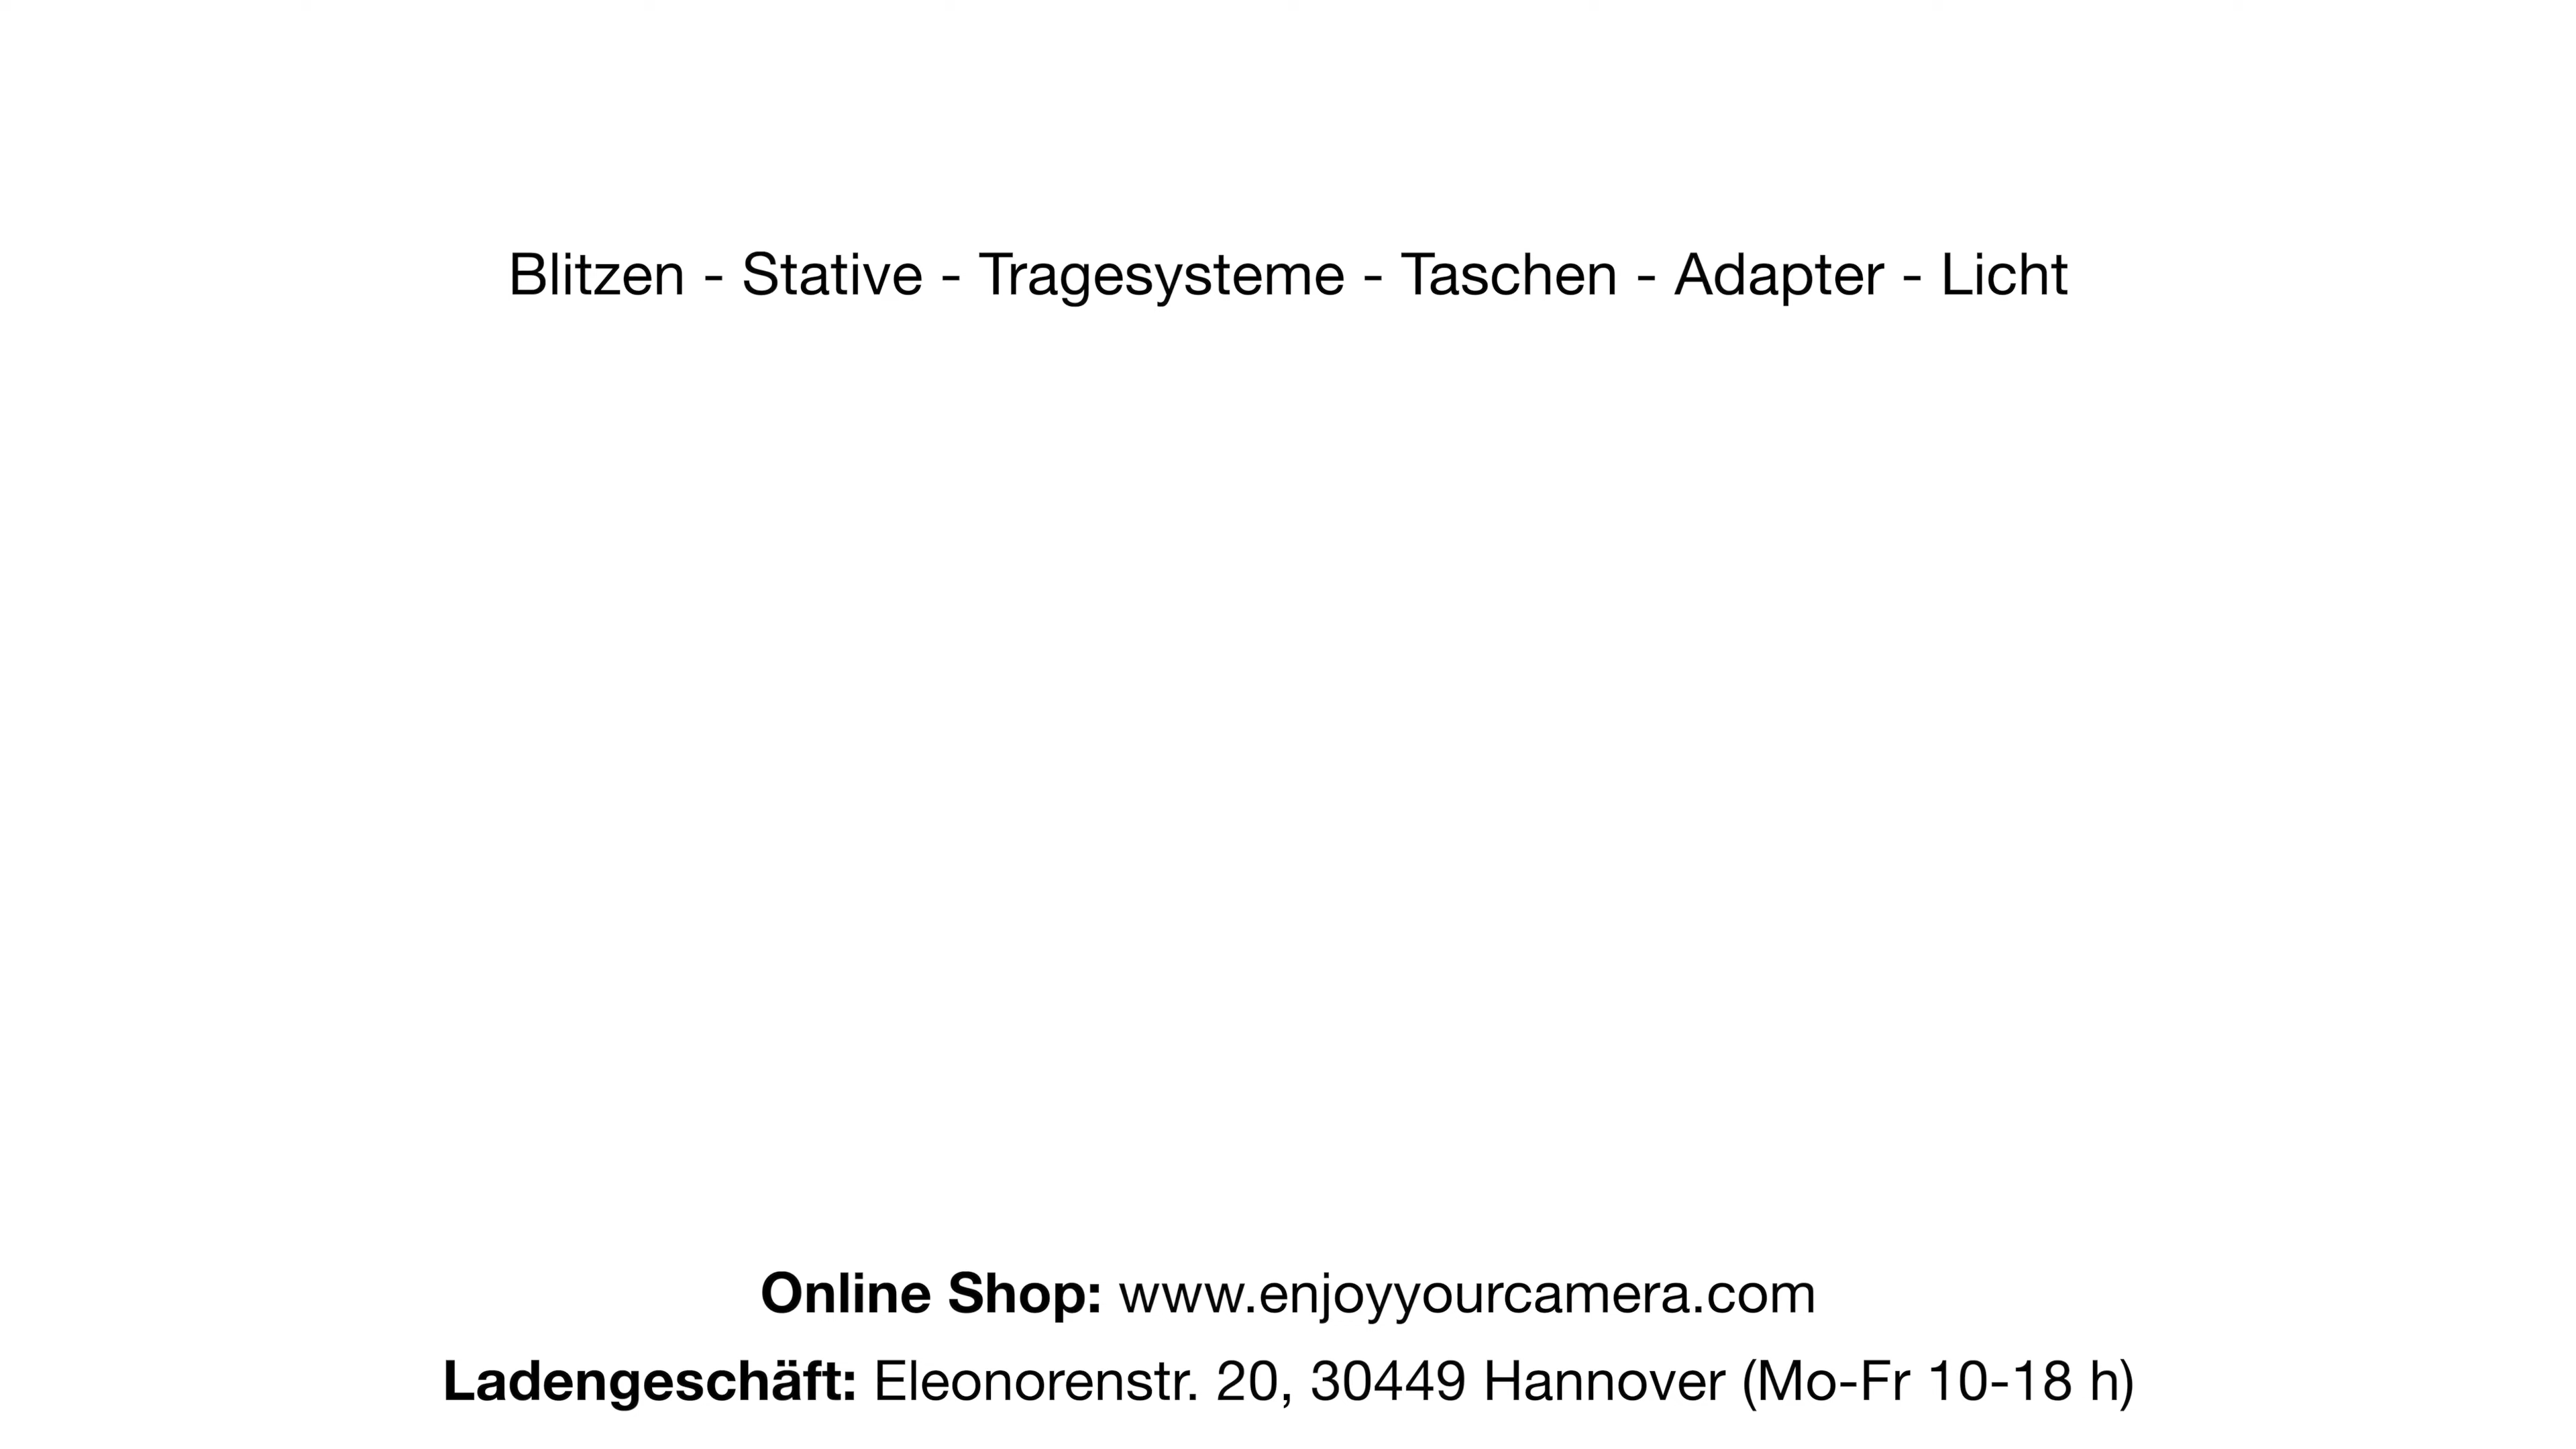 Blitzen - Stative - Tragesysteme - Taschen - Adapter - Licht
Online Shop: www.enjoyyourcamera.com
Ladengeschäft: Eleonorenstr. 20, 30449 Hannover (Mo-Fr 10-18 h)